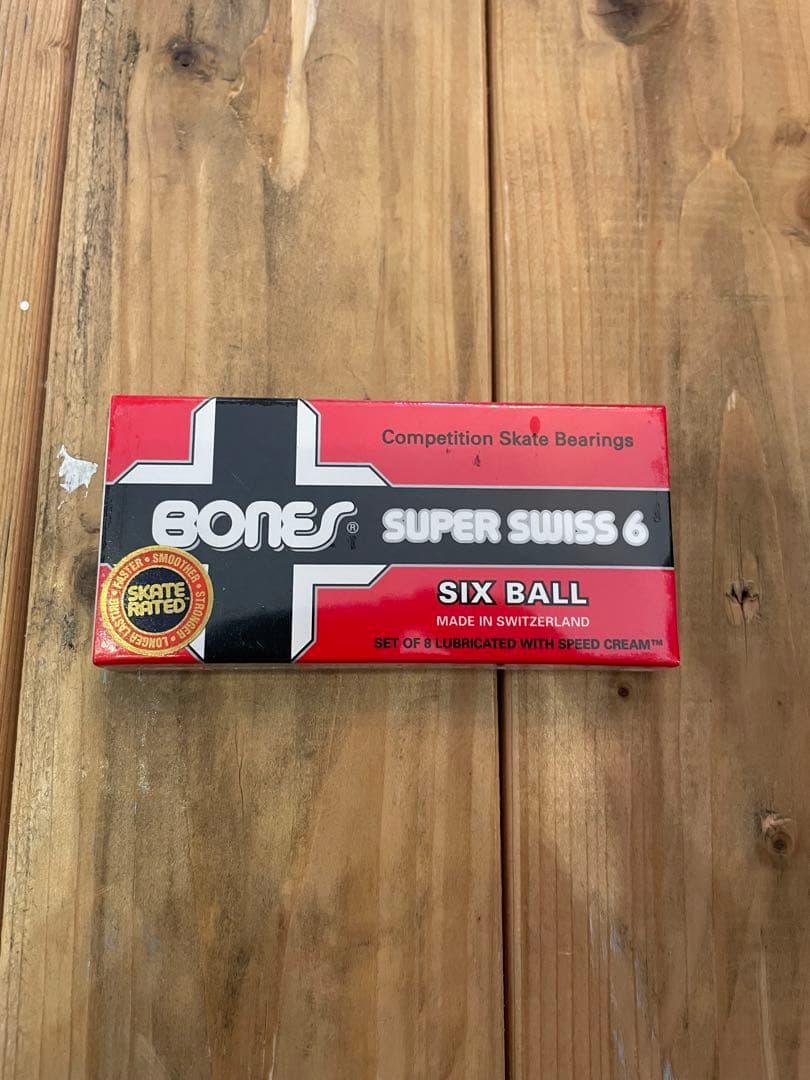 Competition Skate Bearings
BONES® SUPER SWISS 6
SIX BALL
MADE IN SWITZERLAND
SET OF 8 LUBRICATED WITH SPEED CREAM™
SKATE
RATED™
FASTER • SMOOTHER • STRONGER • LONGER LASTING •